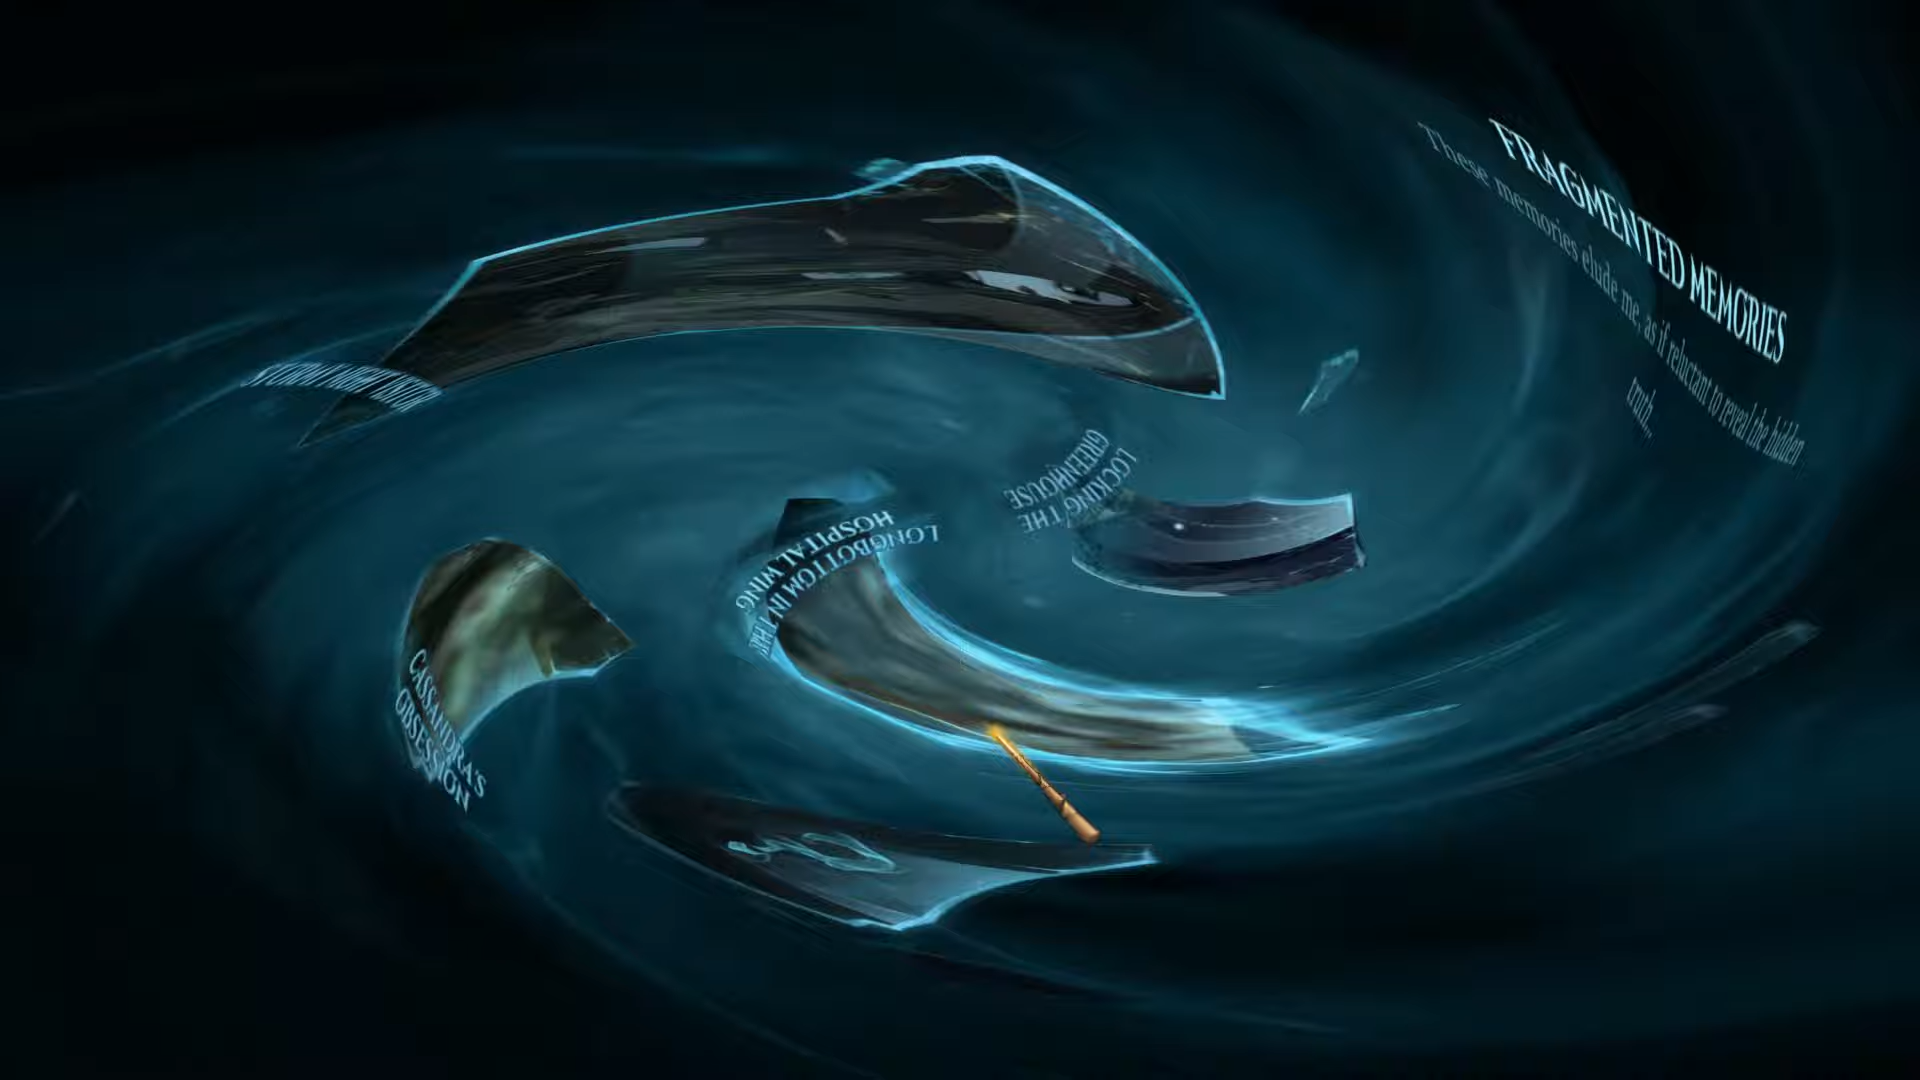 FRAGMENTED MEMORIES
These memories elude me, as if reluctant to reveal the hidden
truth...
LOCKING THE
GREENHOUSE
LONGBOTTOM IN THE
HOSPITAL WING
CASSANDRA'S
OBSESSION